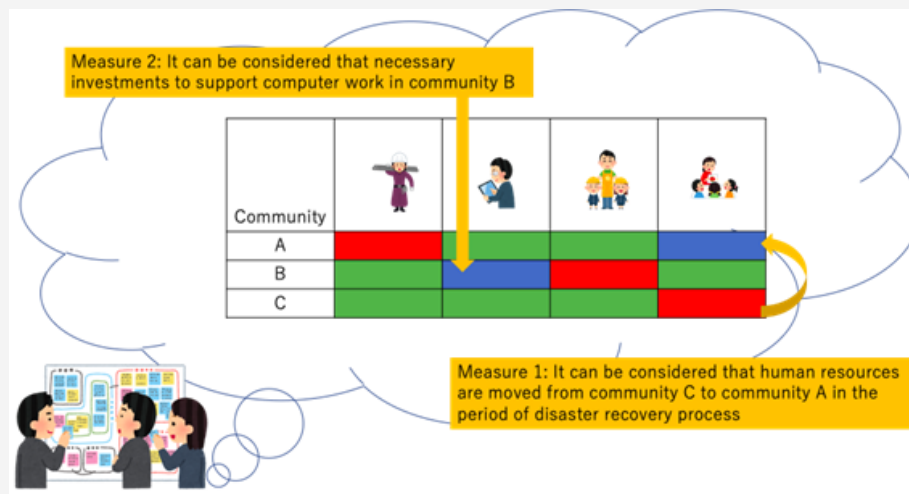 Measure 2: It can be considered that necessary
investments to support computer work in community B
Community
A
B
C
Measure 1: It can be considered that human resources
are moved from community C to community A in the
period of disaster recovery process